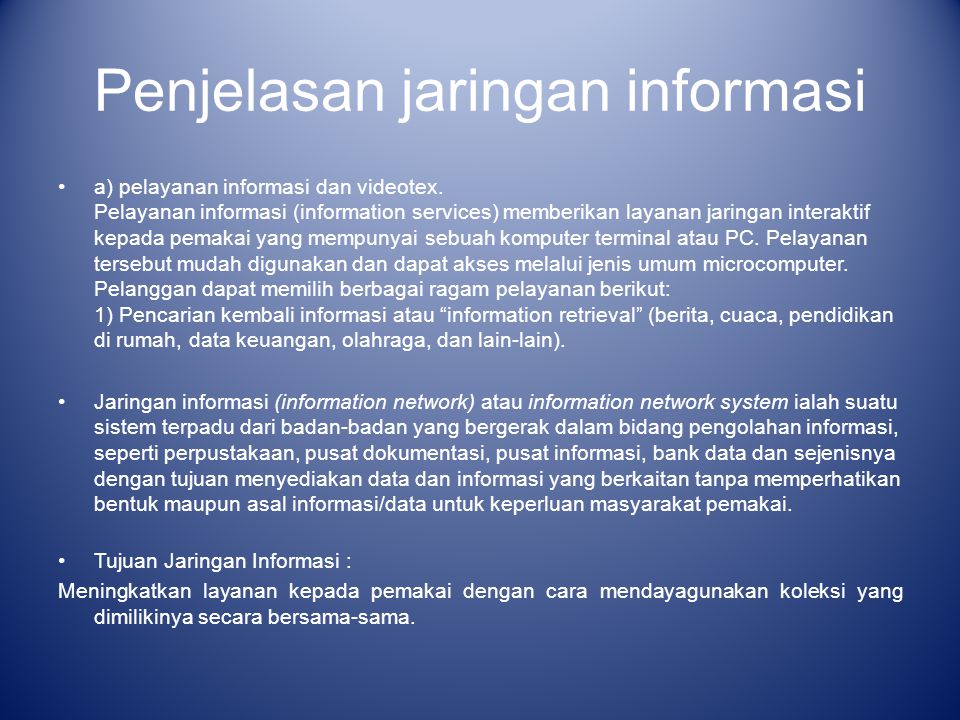 Penjelasan jaringan informasi
• a) pelayanan informasi dan videotex.
Pelayanan informasi (information services) memberikan layanan jaringan interaktif
kepada pemakai yang mempunyai sebuah komputer terminal atau PC. Pelayanan
tersebut mudah digunakan dan dapat akses melalui jenis umum microcomputer.
Pelanggan dapat memilih berbagai ragam pelayanan berikut:
1) Pencarian kembali informasi atau “information retrieval” (berita, cuaca, pendidikan
di rumah, data keuangan, olahraga, dan lain-lain).
• Jaringan informasi (information network) atau information network system ialah suatu
sistem terpadu dari badan-badan yang bergerak dalam bidang pengolahan informasi,
seperti perpustakaan, pusat dokumentasi, pusat informasi, bank data dan sejenisnya
dengan tujuan menyediakan data dan informasi yang berkaitan tanpa memperhatikan
bentuk maupun asal informasi/data untuk keperluan masyarakat pemakai.
• Tujuan Jaringan Informasi :
Meningkatkan layanan kepada pemakai dengan cara mendayagunakan koleksi yang
dimilikinya secara bersama-sama.